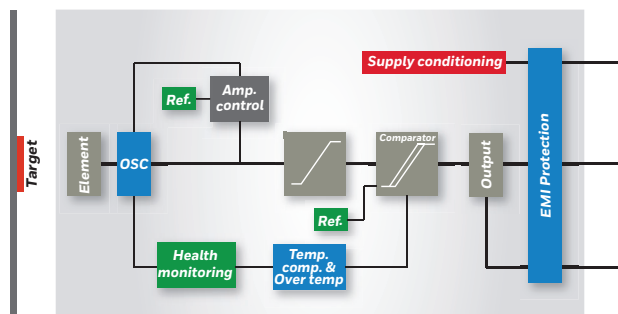 Supply conditioning
Amp.
control
Ref.
Target
Element
OSC
Comparator
Output
EMI Protection
Ref.
Health
monitoring
Temp.
comp. &
Over temp